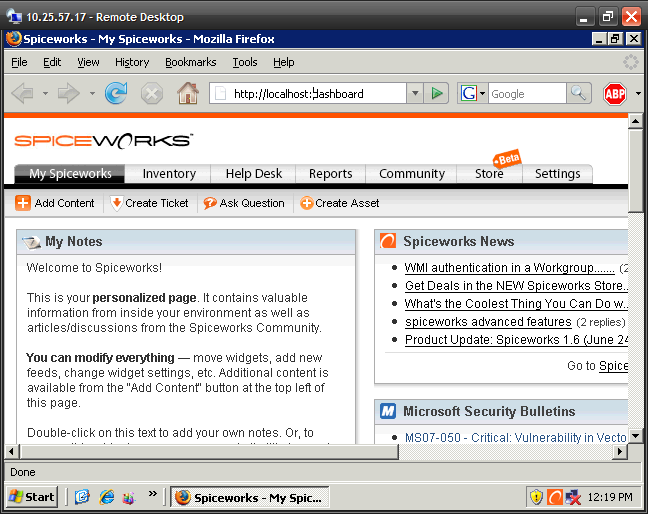 10.25.57.17 - Remote Desktop
Spiceworks - My Spiceworks - Mozilla Firefox
File Edit View History Bookmarks Tools Help
http://localhost:dashboard Google ABP
SPICEWORKS
My Spiceworks Inventory Help Desk Reports Community Store Beta Settings
Add Content Create Ticket Ask Question Create Asset
My Notes
Welcome to Spiceworks!
This is your personalized page. It contains valuable
information from inside your environment as well as
articles/discussions from the Spiceworks Community.
You can modify everything — move widgets, add new
feeds, change widget settings, etc. Additional content is
available from the "Add Content" button at the top left of
this page.
Double-click on this text to add your own notes. Or, to
Spiceworks News
WMI authentication in a Workgroup....... (2
Get Deals in the NEW Spiceworks Store..
What's the Coolest Thing You Can Do w..
spiceworks advanced features (2 replies)
Product Update: Spiceworks 1.6 (June 24
Go to Spice
Microsoft Security Bulletins
MS07-050 - Critical: Vulnerability in Vecto
Done
Start » Spiceworks - My Spic... 12:19 PM